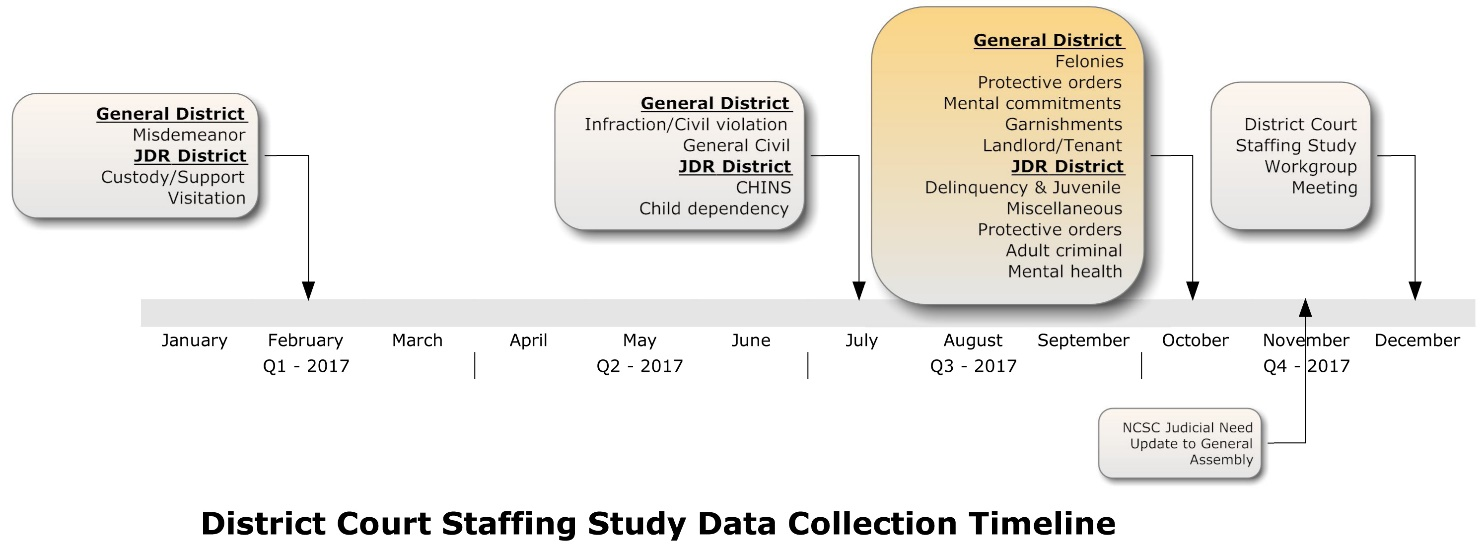 General District
Misdemeanor
JDR District
Custody/Support
Visitation
General District
Infraction/Civil violation
General Civil
JDR District
CHINS
Child dependency
General District
Felonies
Protective orders
Mental commitments
Garnishments
Landlord/Tenant
JDR District
Delinquency & Juvenile
Miscellaneous
Protective orders
Adult criminal
Mental health
District Court
Staffing Study
Workgroup
Meeting
January February March April May June July August September October November December
Q1 - 2017 Q2 - 2017 Q3 - 2017 Q4 - 2017
NCSC Judicial Need
Update to General
Assembly
District Court Staffing Study Data Collection Timeline